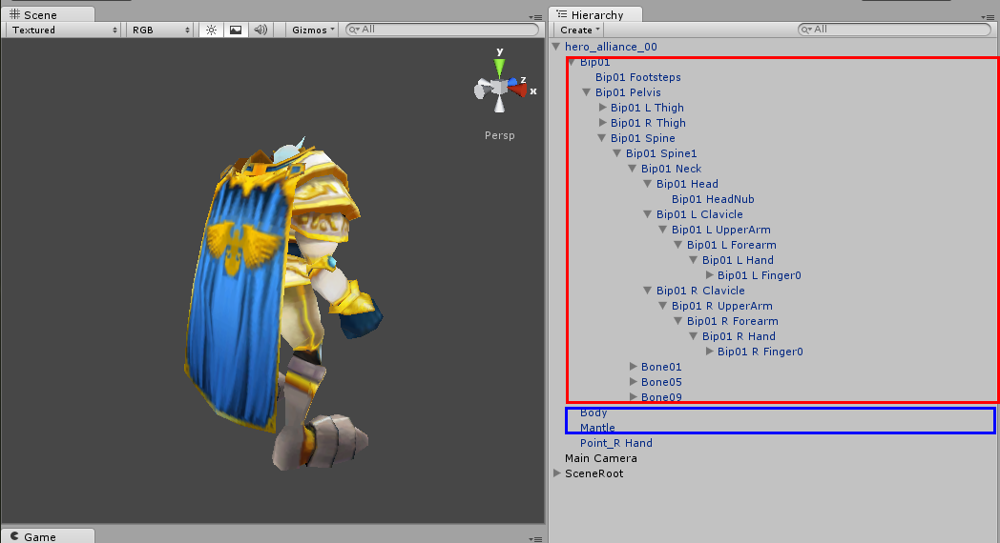 Scene
Textured RGB Gizmos All
y
z
x
Persp
Game
Hierarchy
Create All
hero_alliance_00
Bip01
Bip01 Footsteps
Bip01 Pelvis
Bip01 L Thigh
Bip01 R Thigh
Bip01 Spine
Bip01 Spine1
Bip01 Neck
Bip01 Head
Bip01 HeadNub
Bip01 L Clavicle
Bip01 L UpperArm
Bip01 L Forearm
Bip01 L Hand
Bip01 L Finger0
Bip01 R Clavicle
Bip01 R UpperArm
Bip01 R Forearm
Bip01 R Hand
Bip01 R Finger0
Bone01
Bone05
Bone09
Body
Mantle
Point_R Hand
Main Camera
SceneRoot